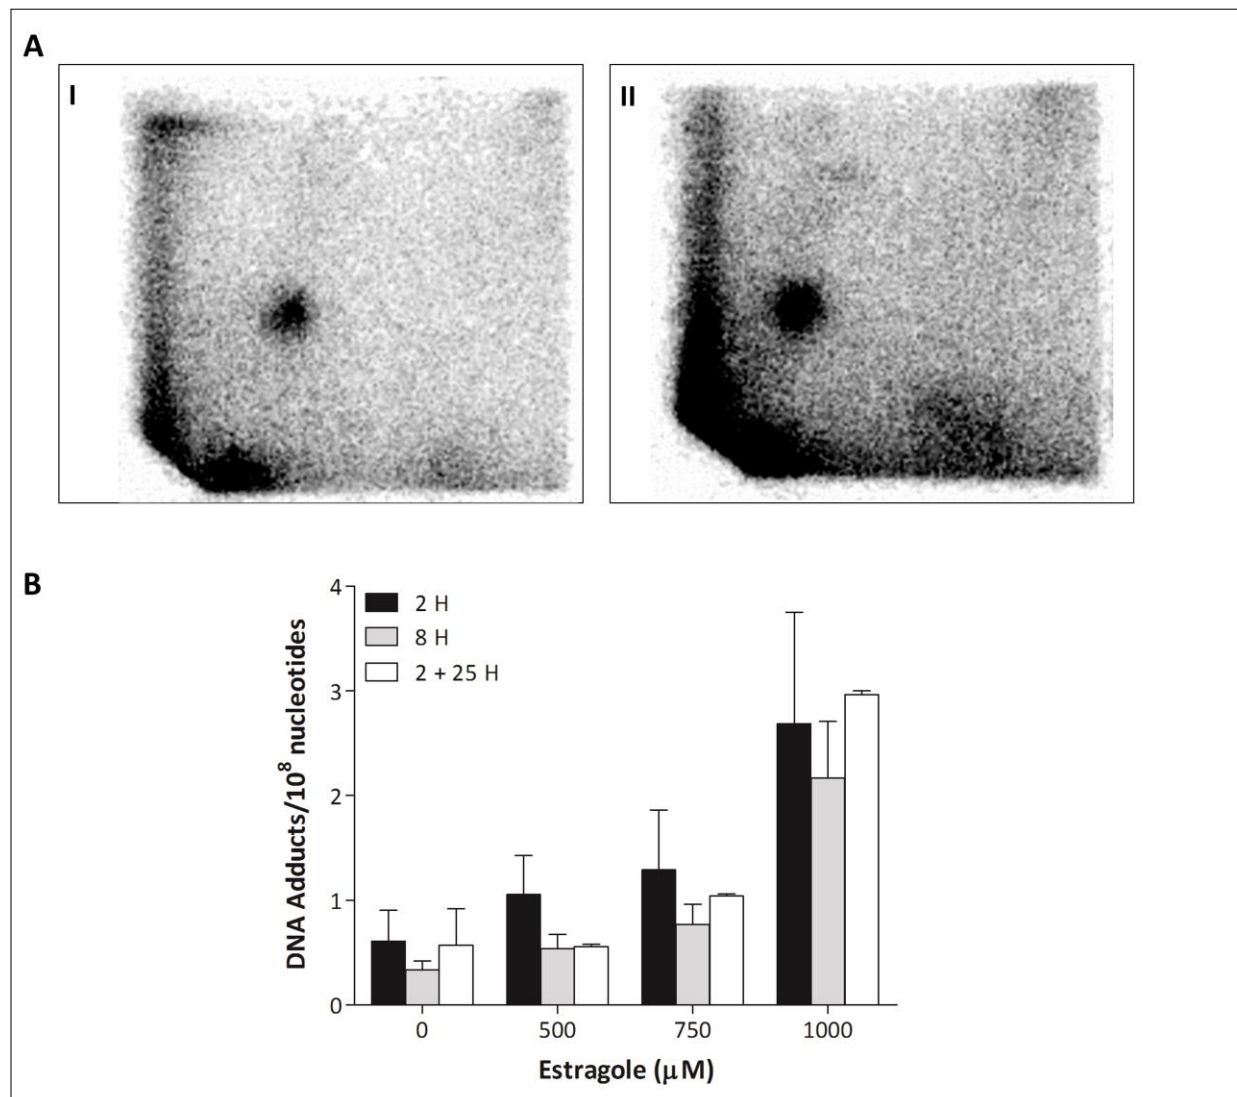 A
I
II
B
4
3
2
1
0
2 H
8 H
2 + 25 H
DNA Adducts/10⁸ nucleotides
0 500 750 1000
Estragole (μM)